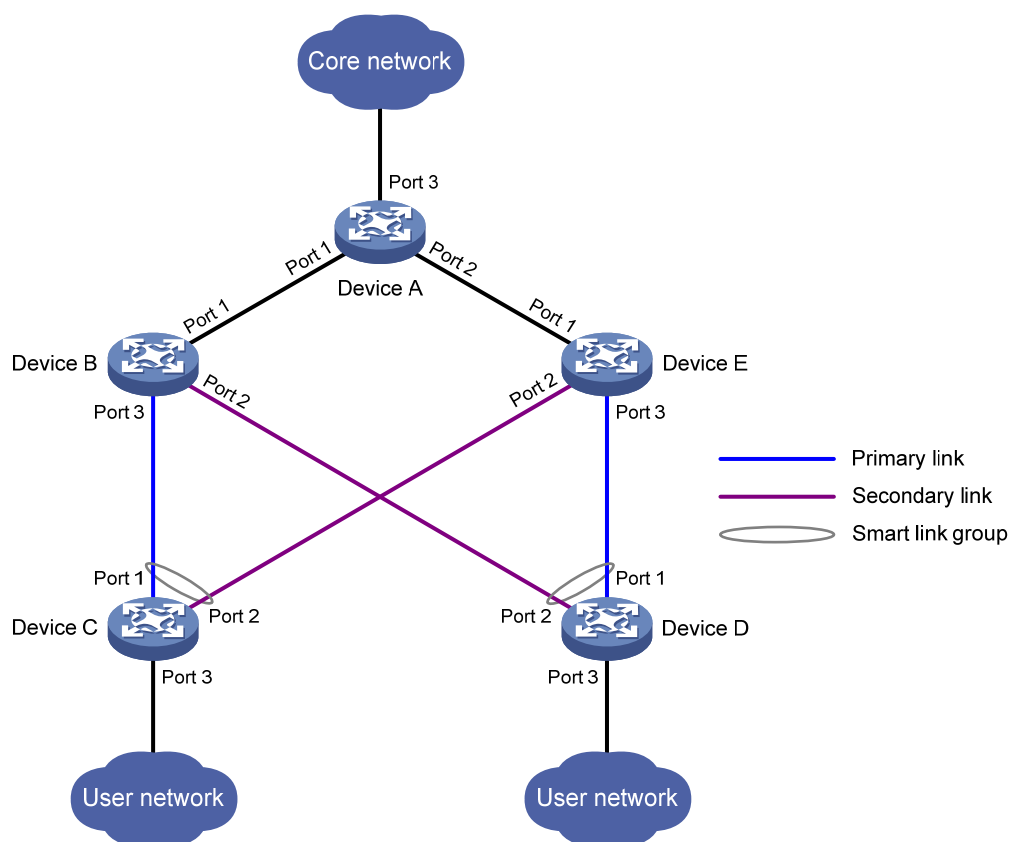 Core network
Port 3
Port 1
Port 2
Device A
Port 1
Port 1
Device B
Device E
Port 2
Port 2
Port 3
Port 3
Primary link
Secondary link
Smart link group
Port 1
Port 1
Port 2
Port 2
Device C
Device D
Port 3
Port 3
User network
User network